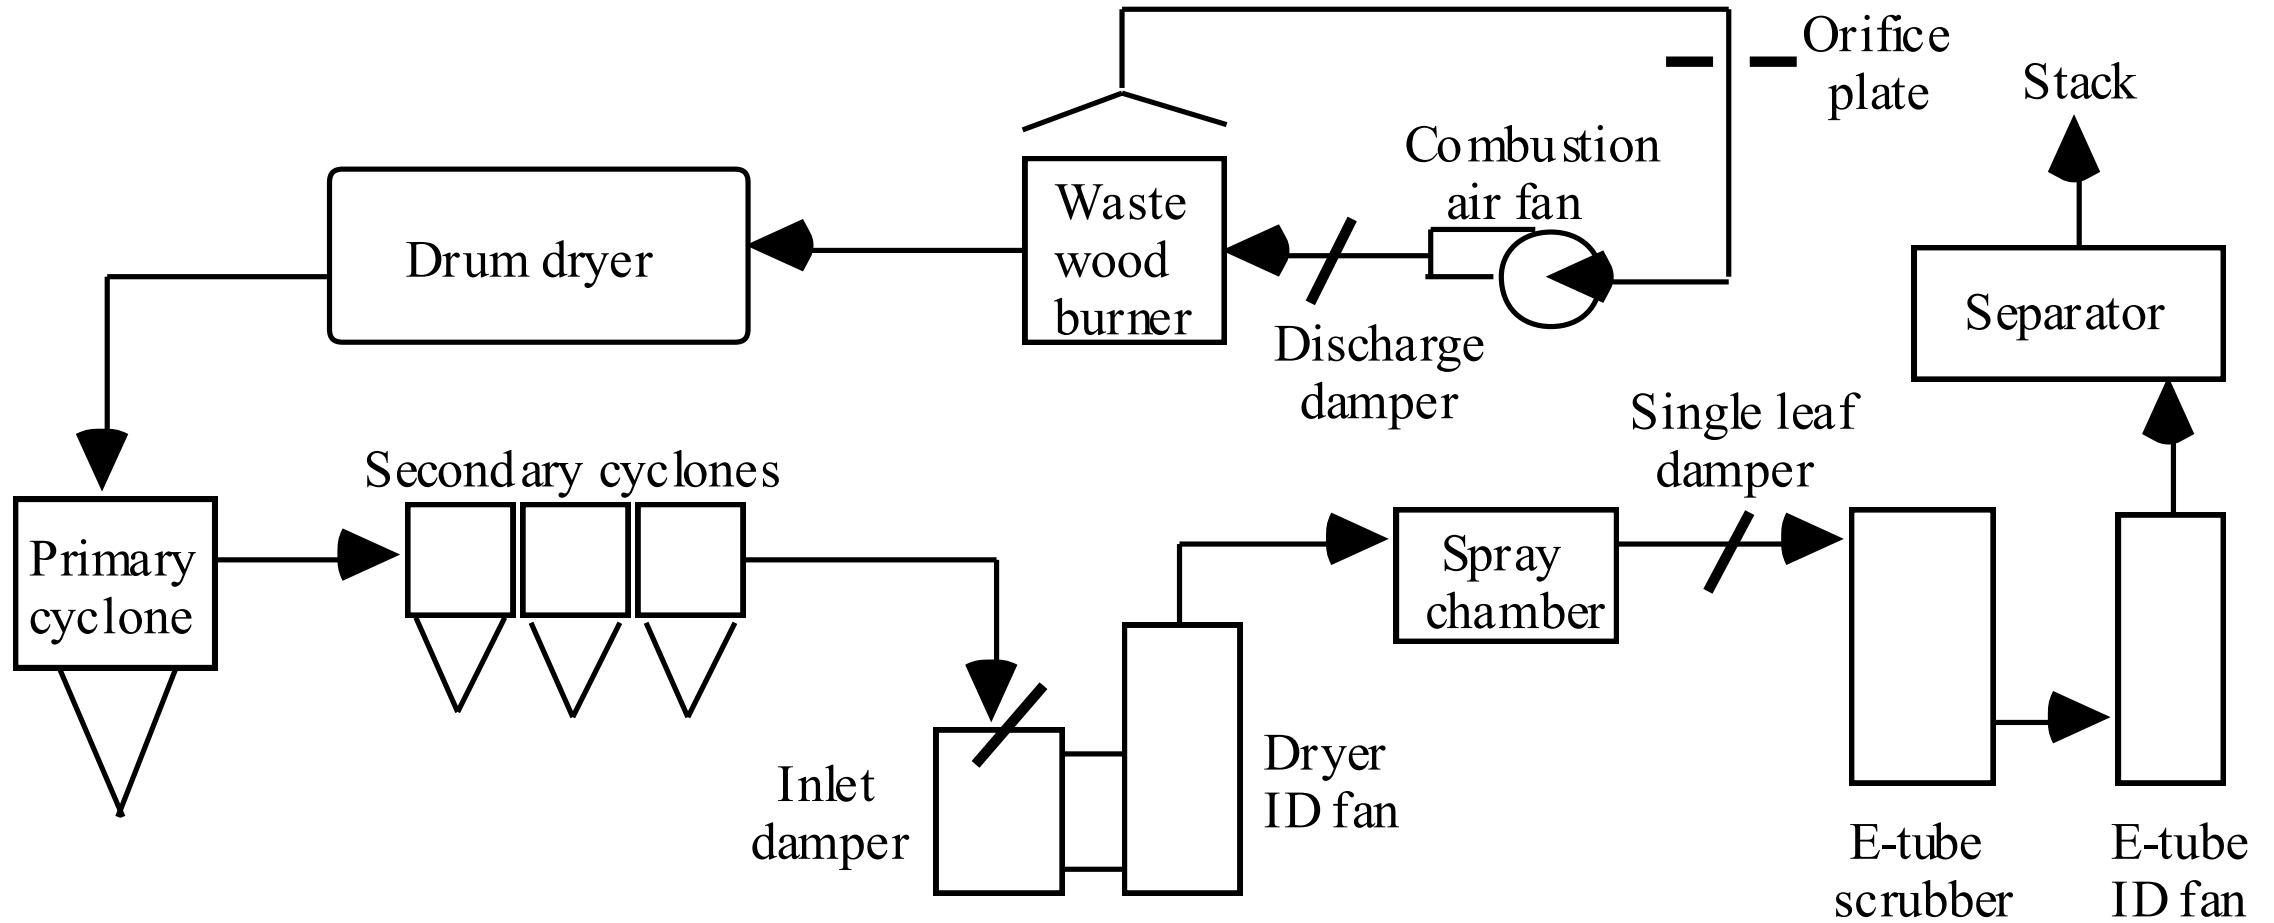 Orifice
plate
Stack
Combustion
air fan
Waste
wood
burner
Drum dryer
Separator
Discharge
damper
Single leaf
damper
Secondary cyclones
Primary
cyclone
Spray
chamber
Dryer
ID fan
Inlet
damper
E-tube
scrubber
E-tube
ID fan